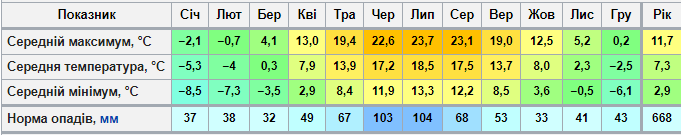 Показник Січ Лют Бер Кві Тра Чер Лип Сер Вер Жов Лис Гру Рік
Середній максимум, °C −2,1 −0,7 4,1 13,0 19,4 22,6 23,7 23,1 19,0 12,5 5,2 0,2 11,7
Середня температура, °C −5,3 −4 0,3 7,9 13,9 17,2 18,5 17,5 13,7 8,0 2,3 −2,5 7,3
Середній мінімум, °C −8,5 −7,3 −3,5 2,9 8,4 11,9 13,3 12,2 8,5 3,6 −0,5 −6,1 2,9
Норма опадів, мм 37 38 32 49 67 103 104 68 53 33 41 43 668